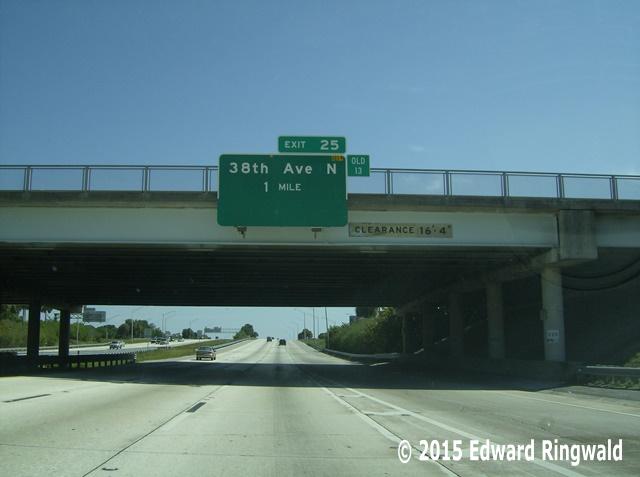 EXIT 25
38th Ave N
1 MILE
OLD
13
CLEARANCE 16'-4"
© 2015 Edward Ringwald